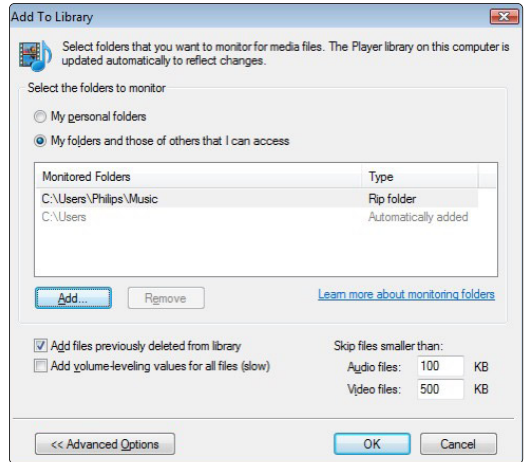 Add To Library
Select folders that you want to monitor for media files. The Player library on this computer is
updated automatically to reflect changes.
Select the folders to monitor
My personal folders
My folders and those of others that I can access
Monitored Folders Type
C:\Users\Philips\Music Rip folder
C:\Users Automatically added
Add... Remove Learn more about monitoring folders
Add files previously deleted from library Skip files smaller than:
Add volume-leveling values for all files (slow) Audio files: 100 KB
Video files: 500 KB
<< Advanced Options OK Cancel